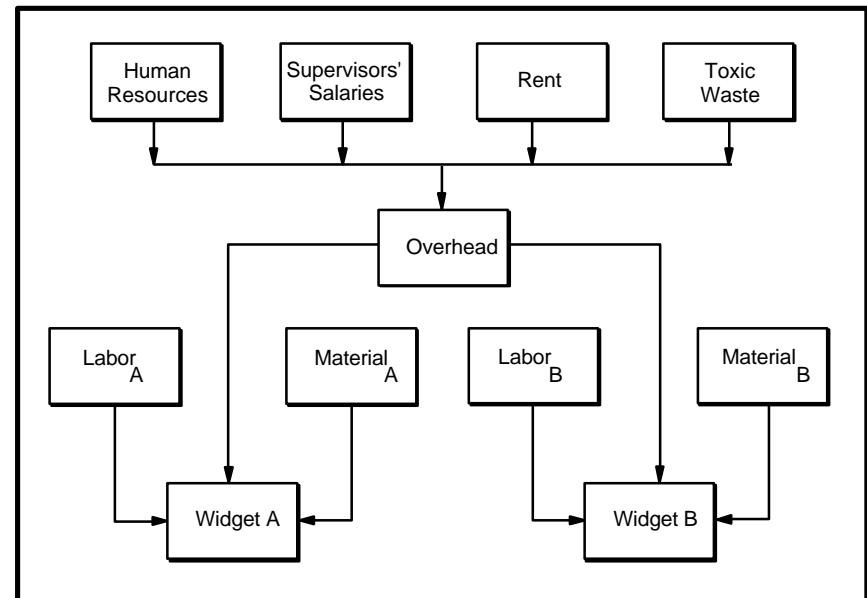 Human
Resources
Supervisors'
Salaries
Rent
Toxic
Waste
Overhead
Labor
A
Material
A
Labor
B
Material
B
Widget A
Widget B